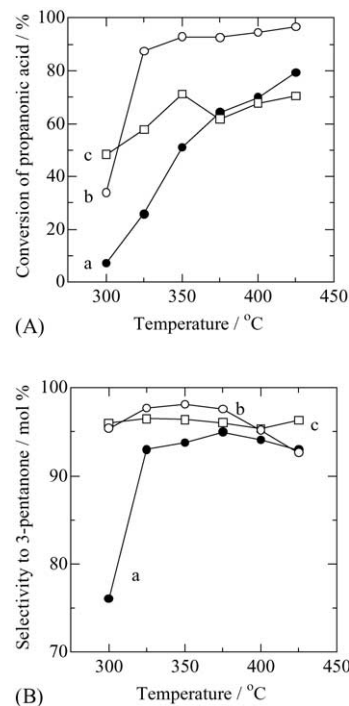 Conversion of propanonic acid / %
100
80
60
40
20
0
c
b
a
300
350
400
450
(A)
Temperature / °C
Selectivity to 3-pentanone / mol %
100
90
80
70
b
c
a
300
350
400
450
(B)
Temperature / °C